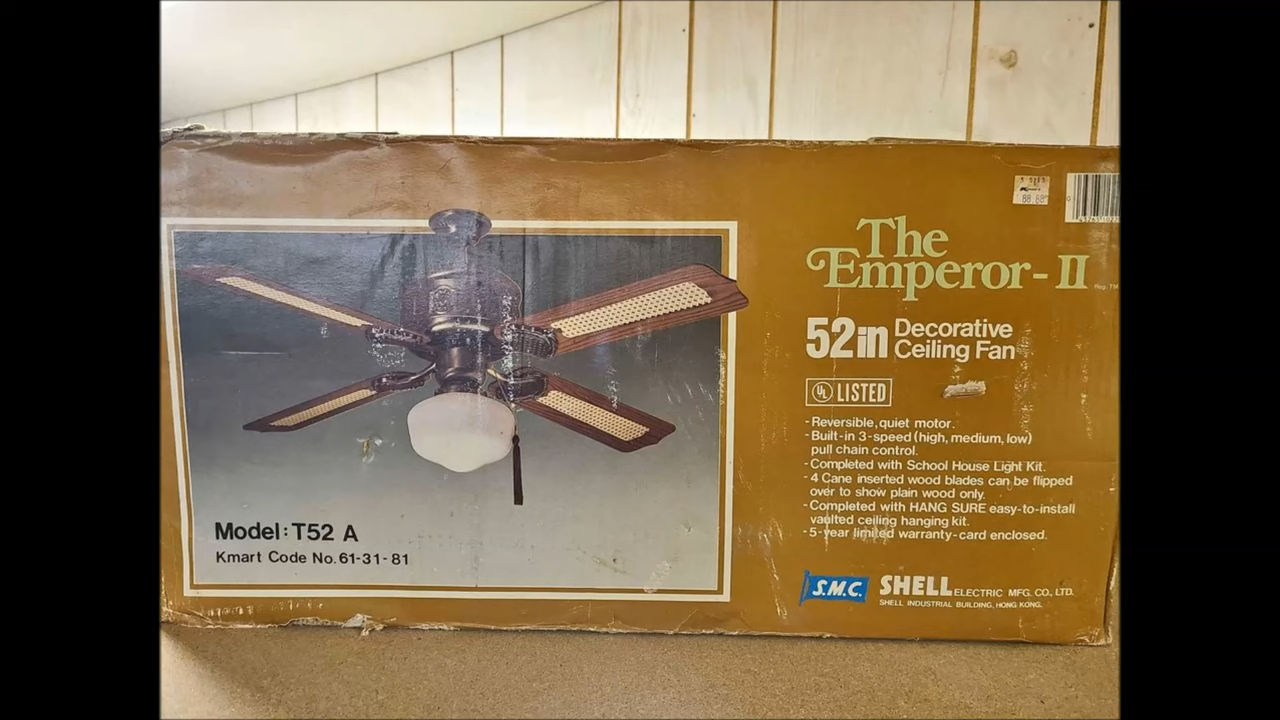 88.88
The
Emperor-II
Reg. TM
52in Decorative
Ceiling Fan
UL LISTED
- Reversible, quiet motor.
- Built-in 3-speed (high, medium, low)
pull chain control.
- Completed with School House Light Kit.
- 4 Cane inserted wood blades can be flipped
over to show plain wood only.
- Completed with HANG SURE easy-to-install
vaulted ceiling hanging kit.
- 5-year limited warranty-card enclosed.
Model: T52 A
Kmart Code No. 61-31-81
S.M.C. SHELL ELECTRIC MFG. CO., LTD.
SHELL INDUSTRIAL BUILDING, HONG KONG.